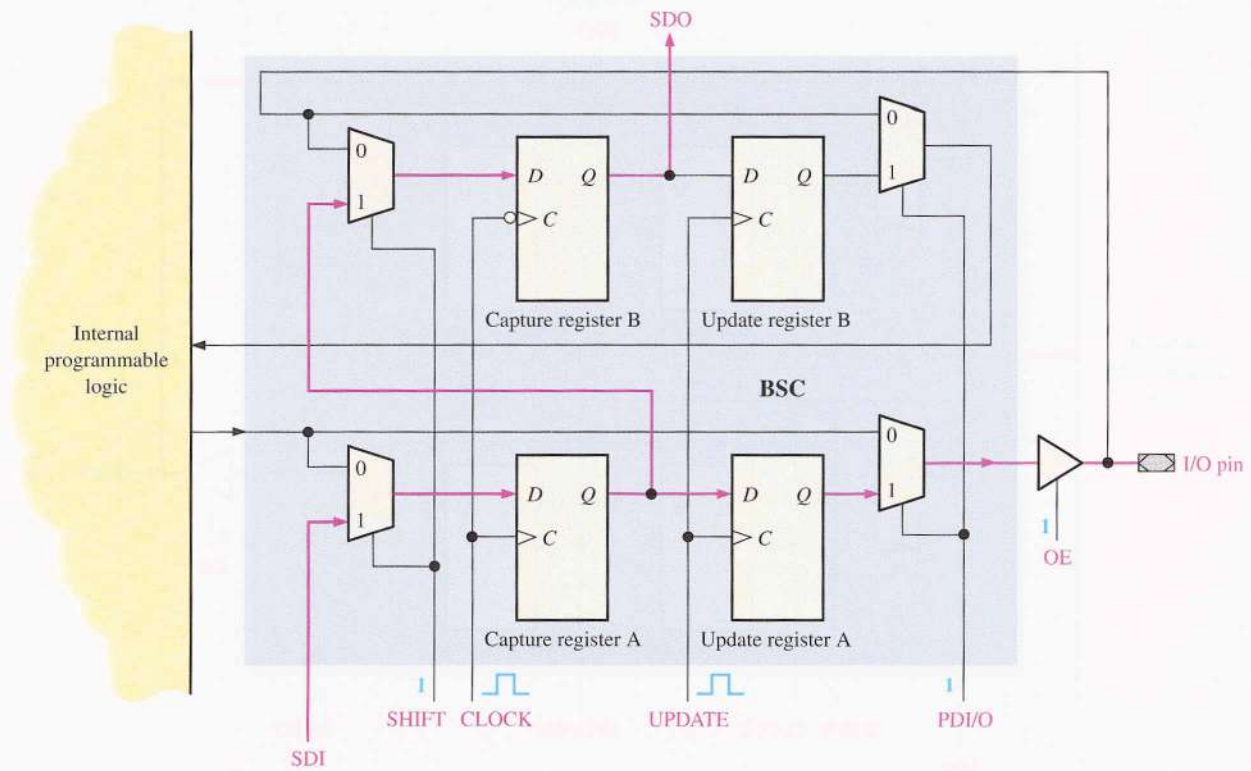 SDO
0
1
D Q
C
Capture register B
D Q
C
Update register B
0
1
Internal
programmable
logic
BSC
0
1
D Q
C
Capture register A
D Q
C
Update register A
0
1
I/O pin
1
OE
1
SHIFT
CLOCK
UPDATE
1
PDI/O
SDI